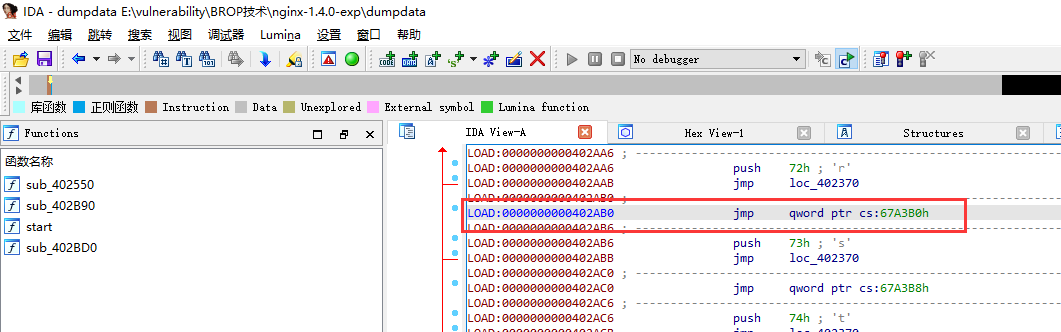 IDA - dumpdata E:\vulnerability\BROP技术\nginx-1.4.0-exp\dumpdata
文件 编辑 跳转 搜索 视图 调试器 Lumina 设置 窗口 帮助
No debugger
库函数 正则函数 Instruction Data Unexplored External symbol Lumina function
Functions
IDA View-A Hex View-1 Structures
函数名称
sub_402550
sub_402B90
start
sub_402BD0
LOAD:0000000000402AA6 ; ---------------------------------------------------------------------------
LOAD:0000000000402AA6 push 72h ; 'r'
LOAD:0000000000402AAB jmp loc_402370
LOAD:0000000000402AB0 ; ---------------------------------------------------------------------------
LOAD:0000000000402AB0 jmp qword ptr cs:67A3B0h
LOAD:0000000000402AB6 ; ---------------------------------------------------------------------------
LOAD:0000000000402AB6 push 73h ; 's'
LOAD:0000000000402ABB jmp loc_402370
LOAD:0000000000402AC0 ; ---------------------------------------------------------------------------
LOAD:0000000000402AC0 jmp qword ptr cs:67A3B8h
LOAD:0000000000402AC6 ; ---------------------------------------------------------------------------
LOAD:0000000000402AC6 push 74h ; 't'
LOAD:0000000000402ACB jmp loc_402370